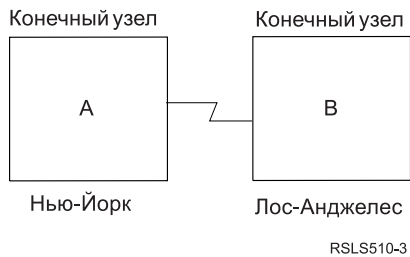 Конечный узел
Конечный узел
A
B
Нью-Йорк
Лос-Анджелес
RSLS510-3